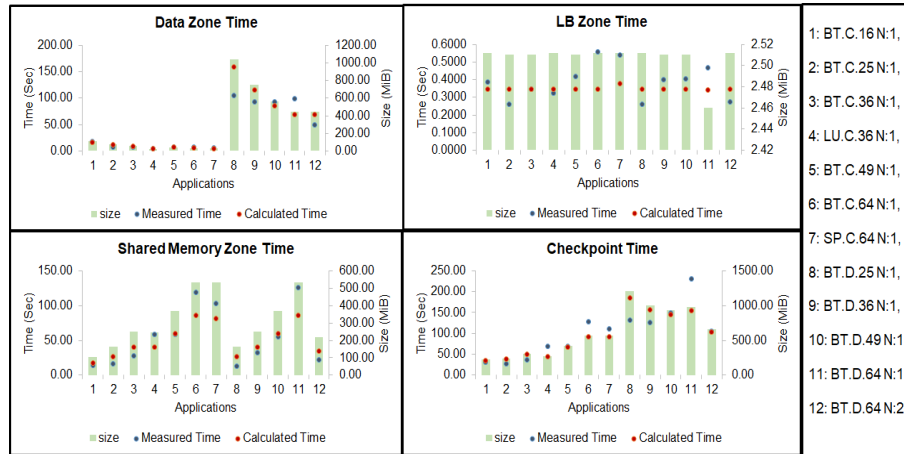 Data Zone Time
200.00
150.00
100.00
50.00
0.00
Time (Sec)
1200.00
1000.00
800.00
600.00
400.00
200.00
0.00
Size (MiB)
1 2 3 4 5 6 7 8 9 10 11 12
Applications
size Measured Time Calculated Time
LB Zone Time
0.6000
0.5000
0.4000
0.3000
0.2000
0.1000
0.0000
Time (Sec)
2.52
2.50
2.48
2.46
2.44
2.42
Size (MiB)
1 2 3 4 5 6 7 8 9 10 11 12
Applications
size Measured Time Calculated Time
Shared Memory Zone Time
150.00
100.00
50.00
0.00
Time (Sec)
600.00
500.00
400.00
300.00
200.00
100.00
0.00
Size (MiB)
1 2 3 4 5 6 7 8 9 10 11 12
Applications
size Measured Time Calculated Time
Checkpoint Time
250.00
200.00
150.00
100.00
50.00
0.00
Time (Sec)
1500.00
1000.00
500.00
0.00
Size (MiB)
1 2 3 4 5 6 7 8 9 10 11 12
Applications
size Measured Time Calculated Time
1: BT.C.16 N:1,
2: BT.C.25 N:1,
3: BT.C.36 N:1,
4: LU.C.36 N:1,
5: BT.C.49 N:1,
6: BT.C.64 N:1,
7: SP.C.64 N:1,
8: BT.D.25 N:1,
9: BT.D.36 N:1,
10: BT.D.49 N:1
11: BT.D.64 N:1
12: BT.D.64 N:2